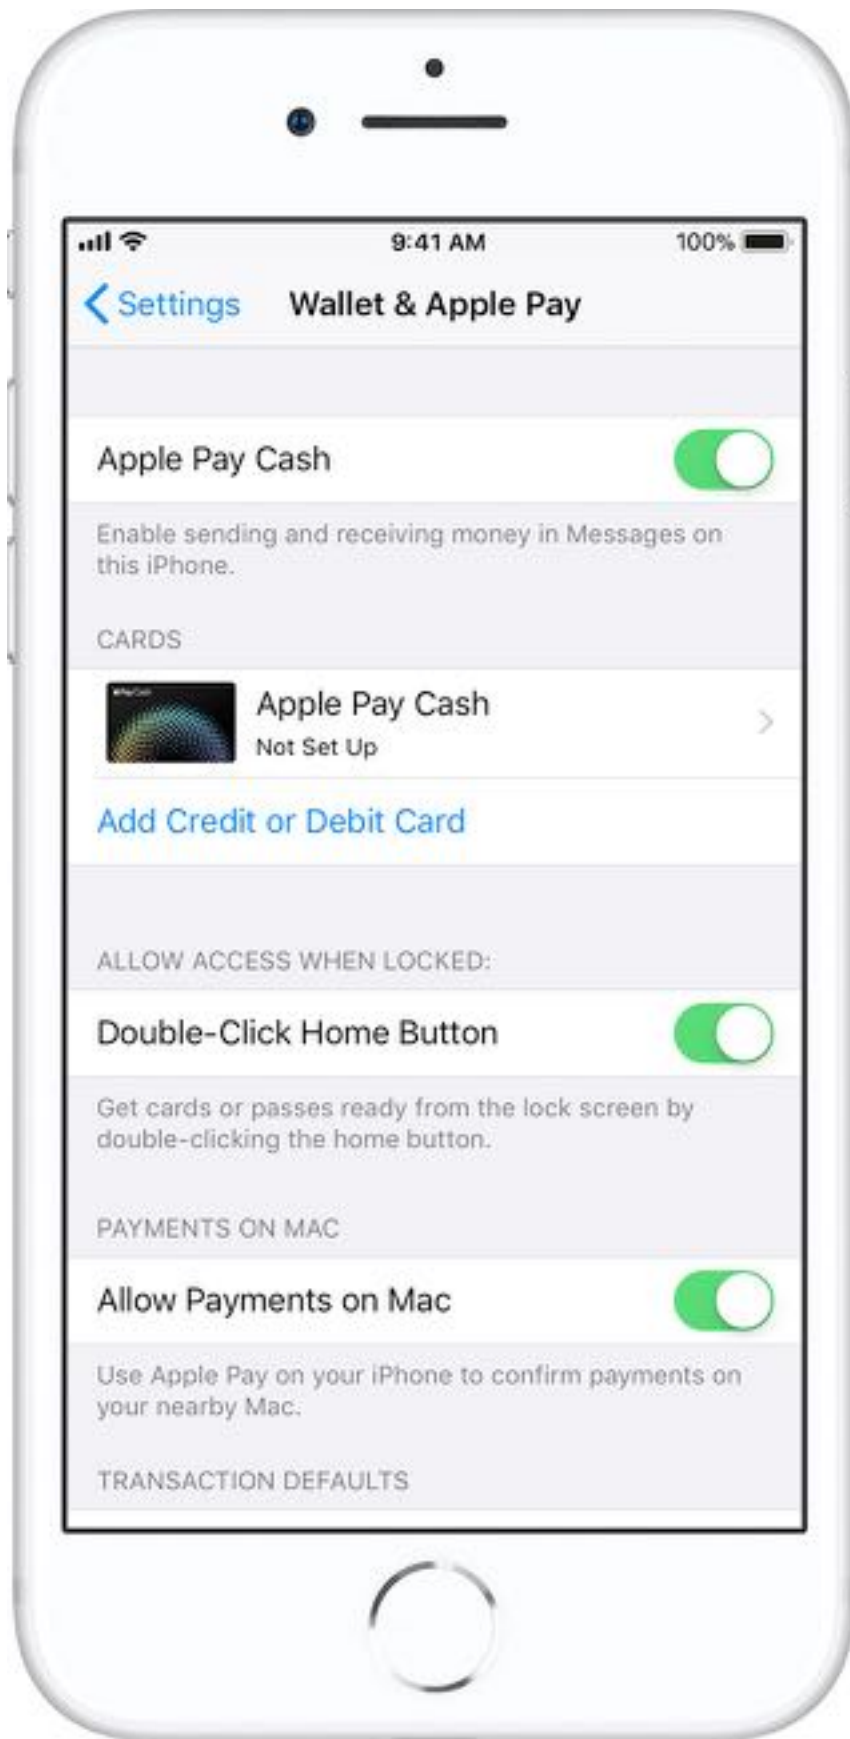 9:41 AM 100%
Settings Wallet & Apple Pay
Apple Pay Cash
Enable sending and receiving money in Messages on
this iPhone.
CARDS
Apple Pay Cash
Not Set Up
Add Credit or Debit Card
ALLOW ACCESS WHEN LOCKED:
Double-Click Home Button
Get cards or passes ready from the lock screen by
double-clicking the home button.
PAYMENTS ON MAC
Allow Payments on Mac
Use Apple Pay on your iPhone to confirm payments on
your nearby Mac.
TRANSACTION DEFAULTS